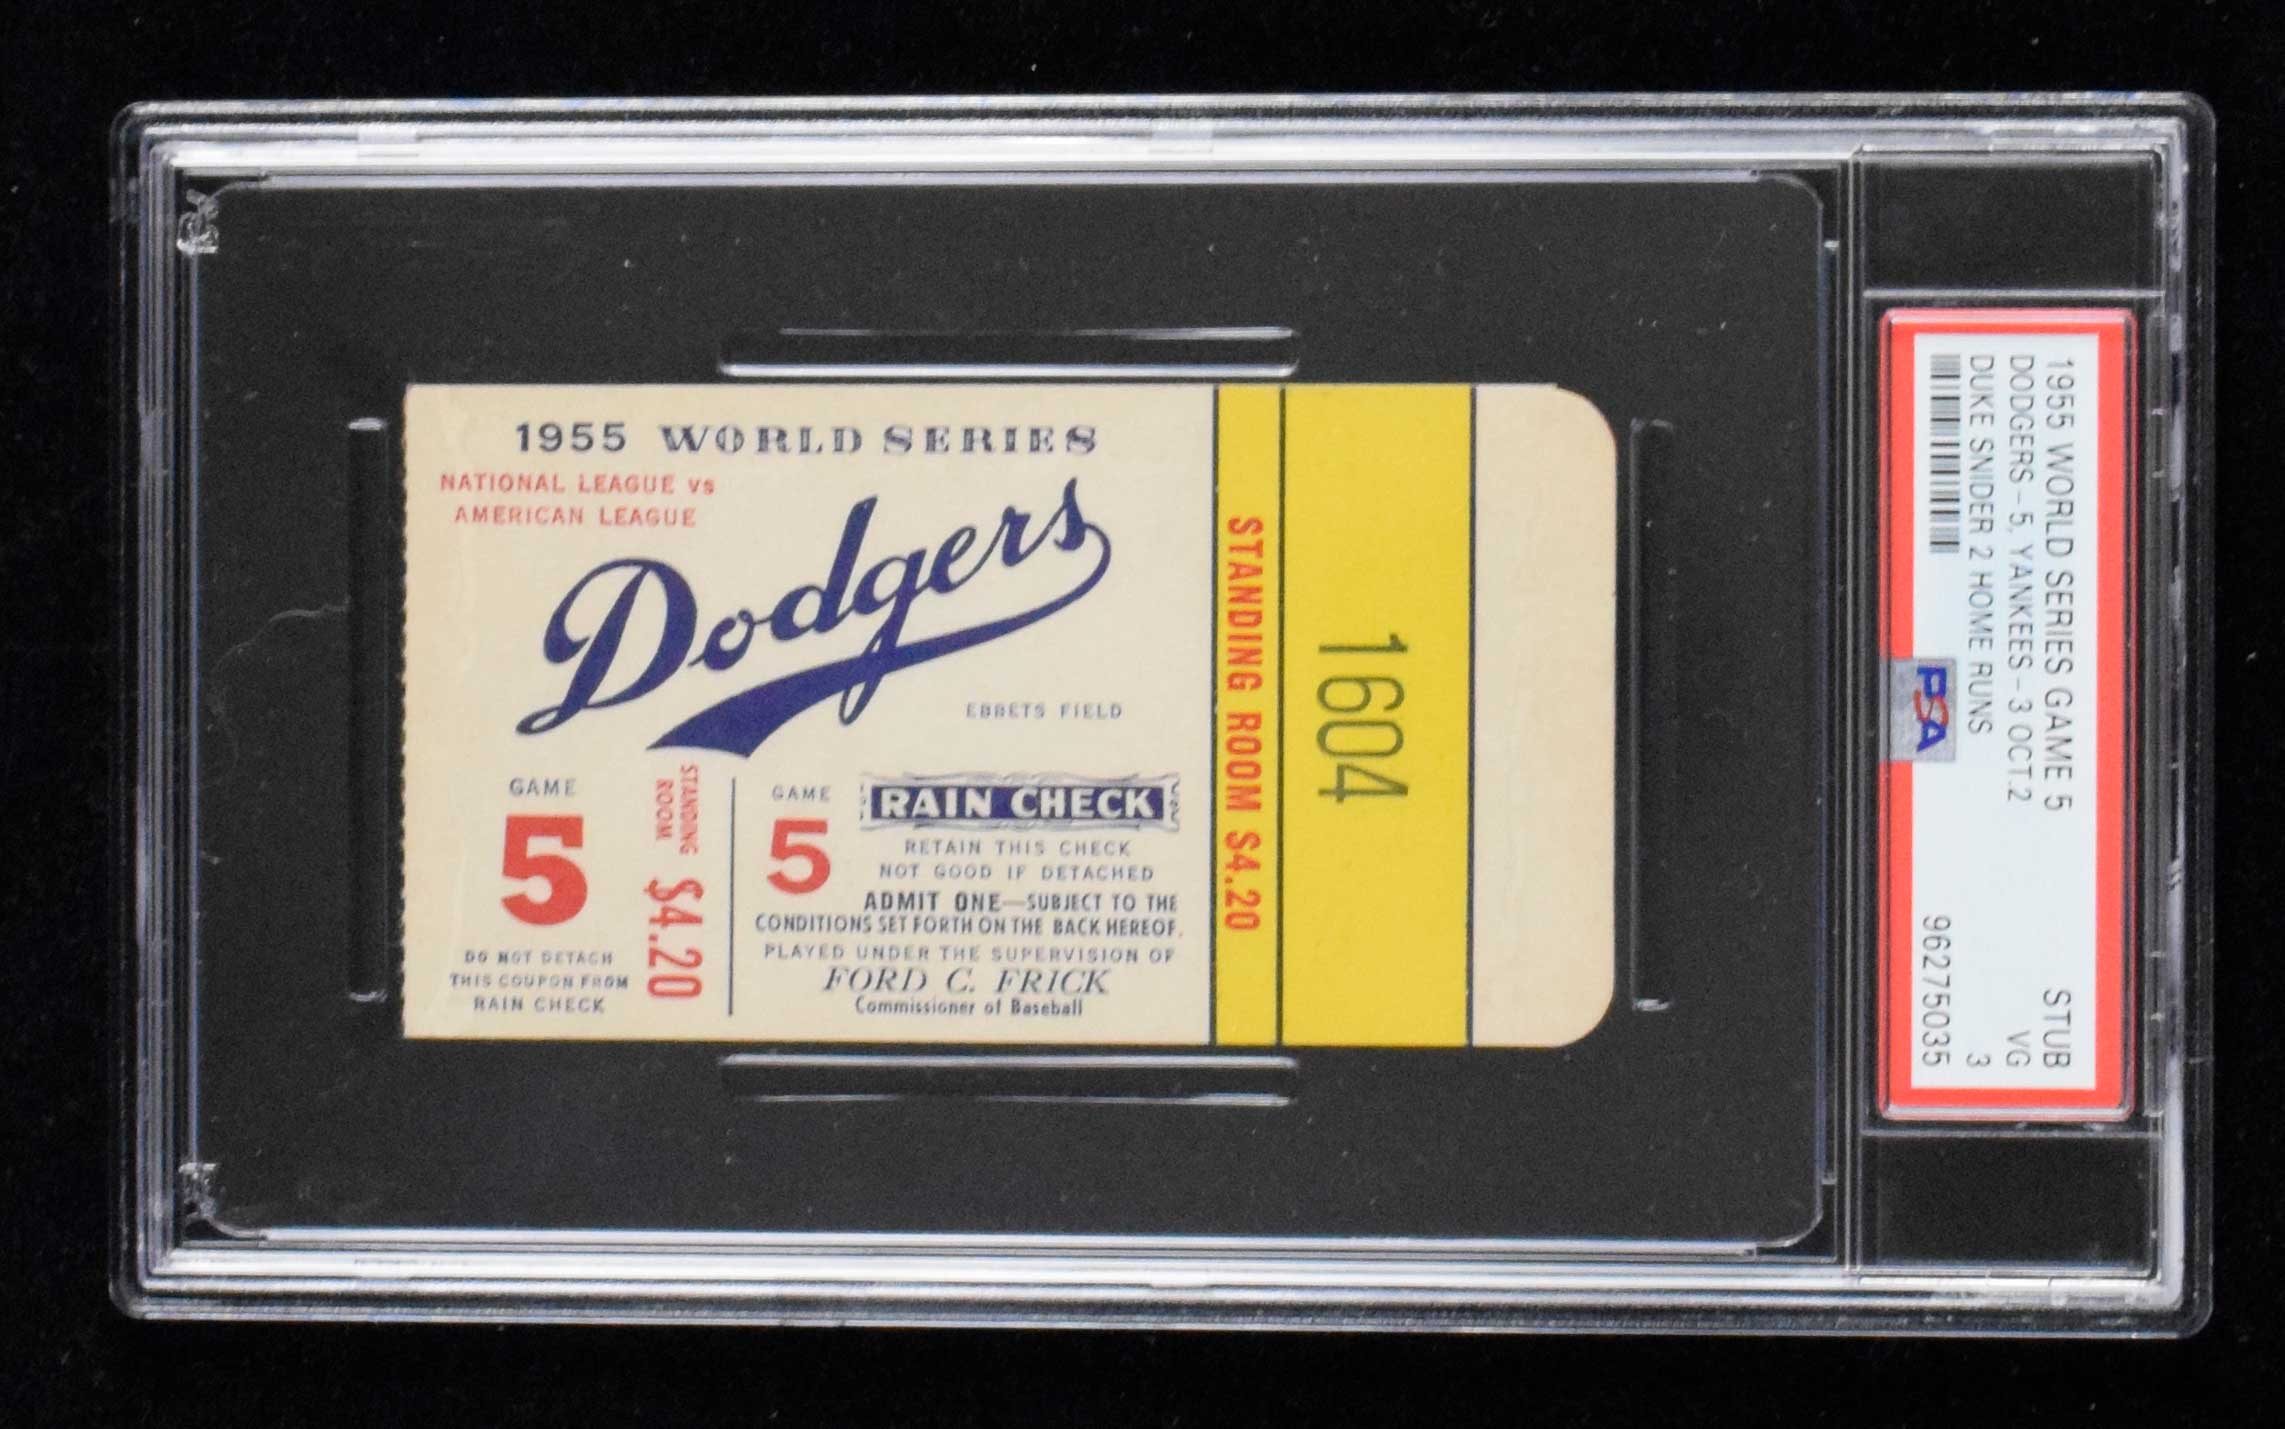 1955 WORLD SERIES
NATIONAL LEAGUE vs
AMERICAN LEAGUE
Dodgers
EBBETS FIELD
GAME
5
STANDING
ROOM
$4.20
DO NOT DETACH
THIS COUPON FROM
RAIN CHECK
GAME
5
RAIN CHECK
RETAIN THIS CHECK
NOT GOOD IF DETACHED
ADMIT ONE—SUBJECT TO THE
CONDITIONS SET FORTH ON THE BACK HEREOF.
PLAYED UNDER THE SUPERVISION OF
FORD C. FRICK
Commissioner of Baseball
STANDING ROOM $4.20
1604
1955 WORLD SERIES GAME 5 STUB
DODGERS - 5, YANKEES - 3 OCT.2 VG
DUKE SNIDER 2 HOME RUNS 3
PSA 96275035